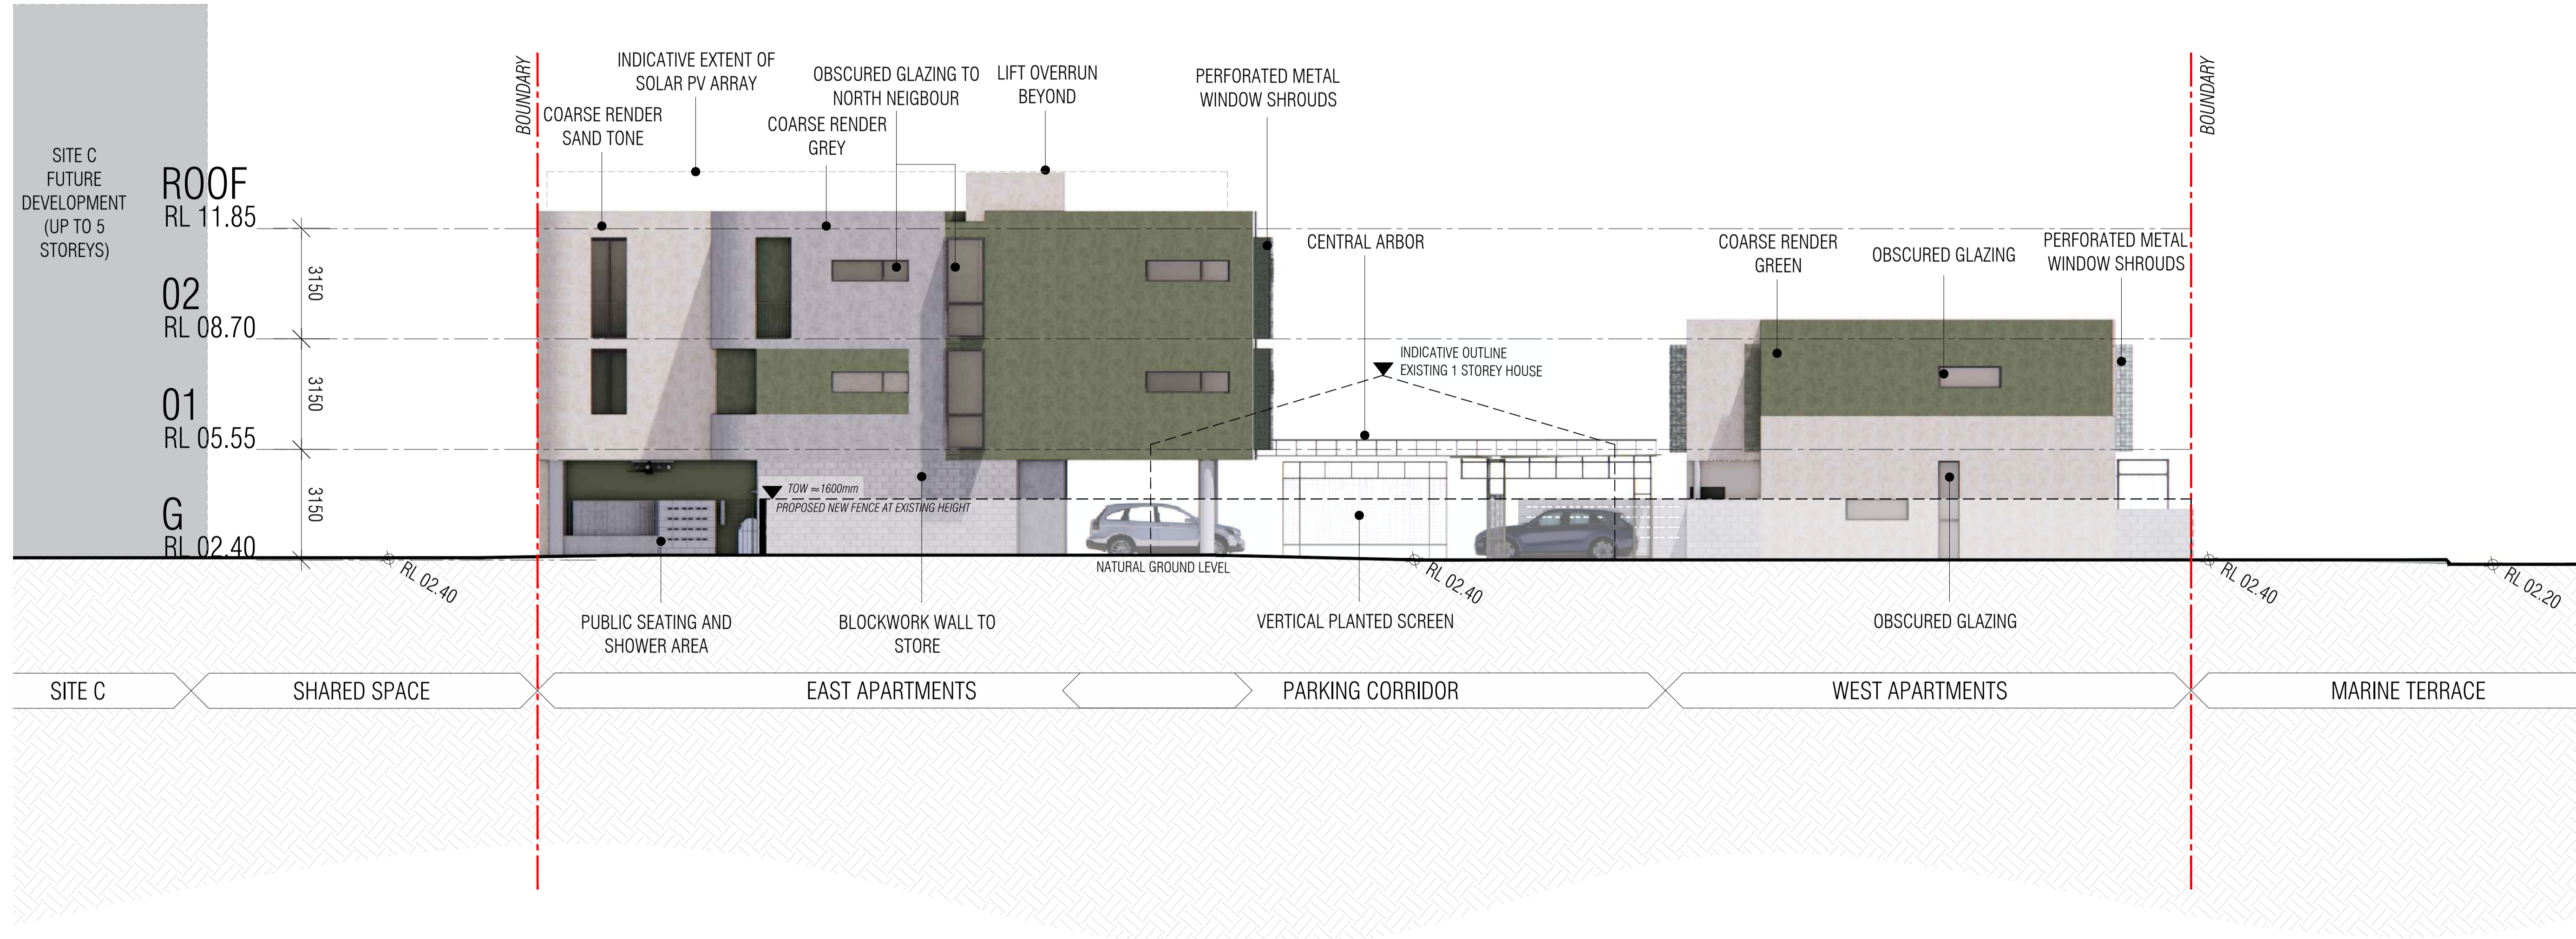 BOUNDARY
BOUNDARY
INDICATIVE EXTENT OF
SOLAR PV ARRAY
OBSCURED GLAZING TO
NORTH NEIGBOUR
LIFT OVERRUN
BEYOND
PERFORATED METAL
WINDOW SHROUDS
COARSE RENDER
SAND TONE
COARSE RENDER
GREY
SITE C
FUTURE
DEVELOPMENT
(UP TO 5
STOREYS)
ROOF
RL 11.85
3150
02
RL 08.70
3150
01
RL 05.55
3150
G
RL 02.40
CENTRAL ARBOR
COARSE RENDER
GREEN
OBSCURED GLAZING
PERFORATED METAL
WINDOW SHROUDS
INDICATIVE OUTLINE
EXISTING 1 STOREY HOUSE
TOW ≈1600mm
PROPOSED NEW FENCE AT EXISTING HEIGHT
NATURAL GROUND LEVEL
RL 02.40
RL 02.40
RL 02.40
RL 02.20
PUBLIC SEATING AND
SHOWER AREA
BLOCKWORK WALL TO
STORE
VERTICAL PLANTED SCREEN
OBSCURED GLAZING
SITE C
SHARED SPACE
EAST APARTMENTS
PARKING CORRIDOR
WEST APARTMENTS
MARINE TERRACE